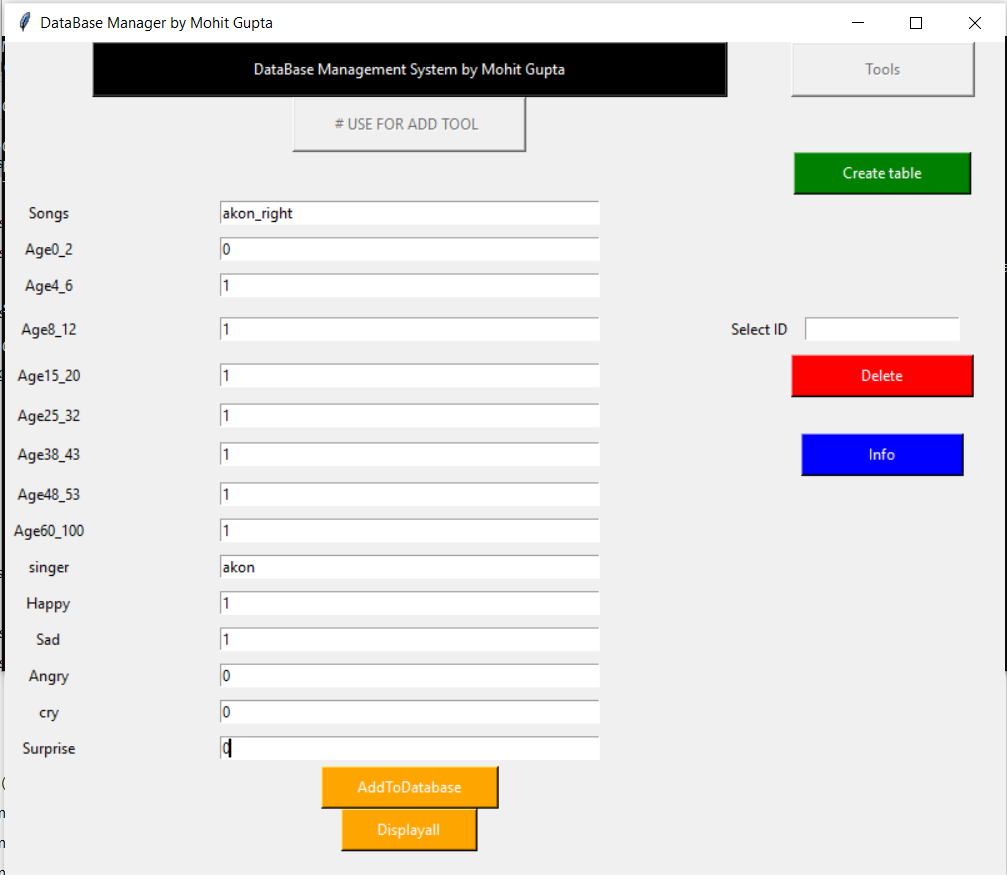 DataBase Manager by Mohit Gupta
DataBase Management System by Mohit Gupta
Tools
# USE FOR ADD TOOL
Create table
Songs akon_right
Age0_2 0
Age4_6 1
Age8_12 1
Select ID
Age15_20 1
Delete
Age25_32 1
Age38_43 1
Info
Age48_53 1
Age60_100 1
singer akon
Happy 1
Sad 1
Angry 0
cry 0
Surprise 0
AddToDatabase
Displayall